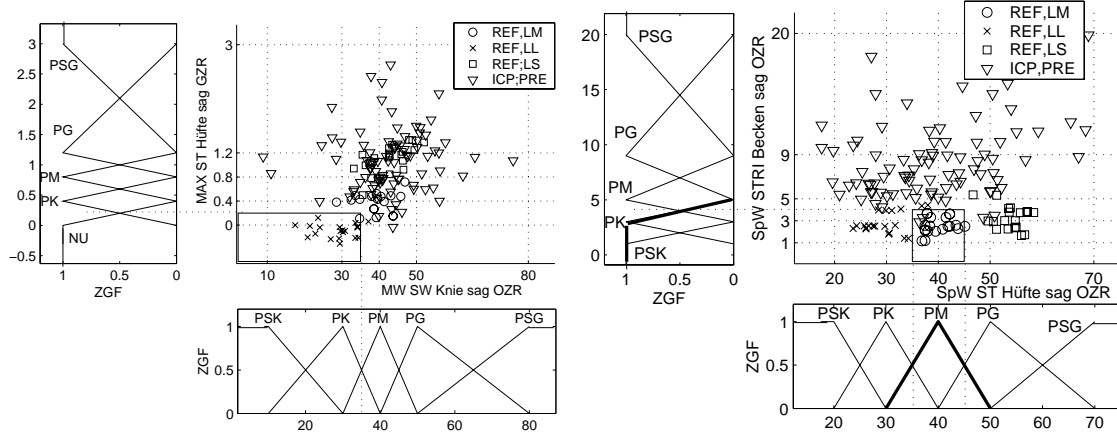 3
2.5
2
1.5
1
0.5
0
−0.5
PSG
PG
PM
PK
NU
1 0.5 0
ZGF
MAX ST Hüfte sag GZR
3
1.2
0.8
0.4
0
REF,LM
REF,LL
REF;LS
ICP;PRE
10 30 40 50 80
MW SW Knie sag OZR
ZGF
1
0.5
0
PSK PK PM PG PSG
20 40 60 80
20
15
10
5
0
PSG
PG
PM
PK
PSK
1 0.5 0
ZGF
SpW STRI Becken sag OZR
20
9
5
3
1
REF,LM
REF,LL
REF,LS
ICP,PRE
20 30 40 50 70
SpW ST Hüfte sag OZR
ZGF
1
0.5
0
PSK PK PM PG PSG
20 30 40 50 60 70